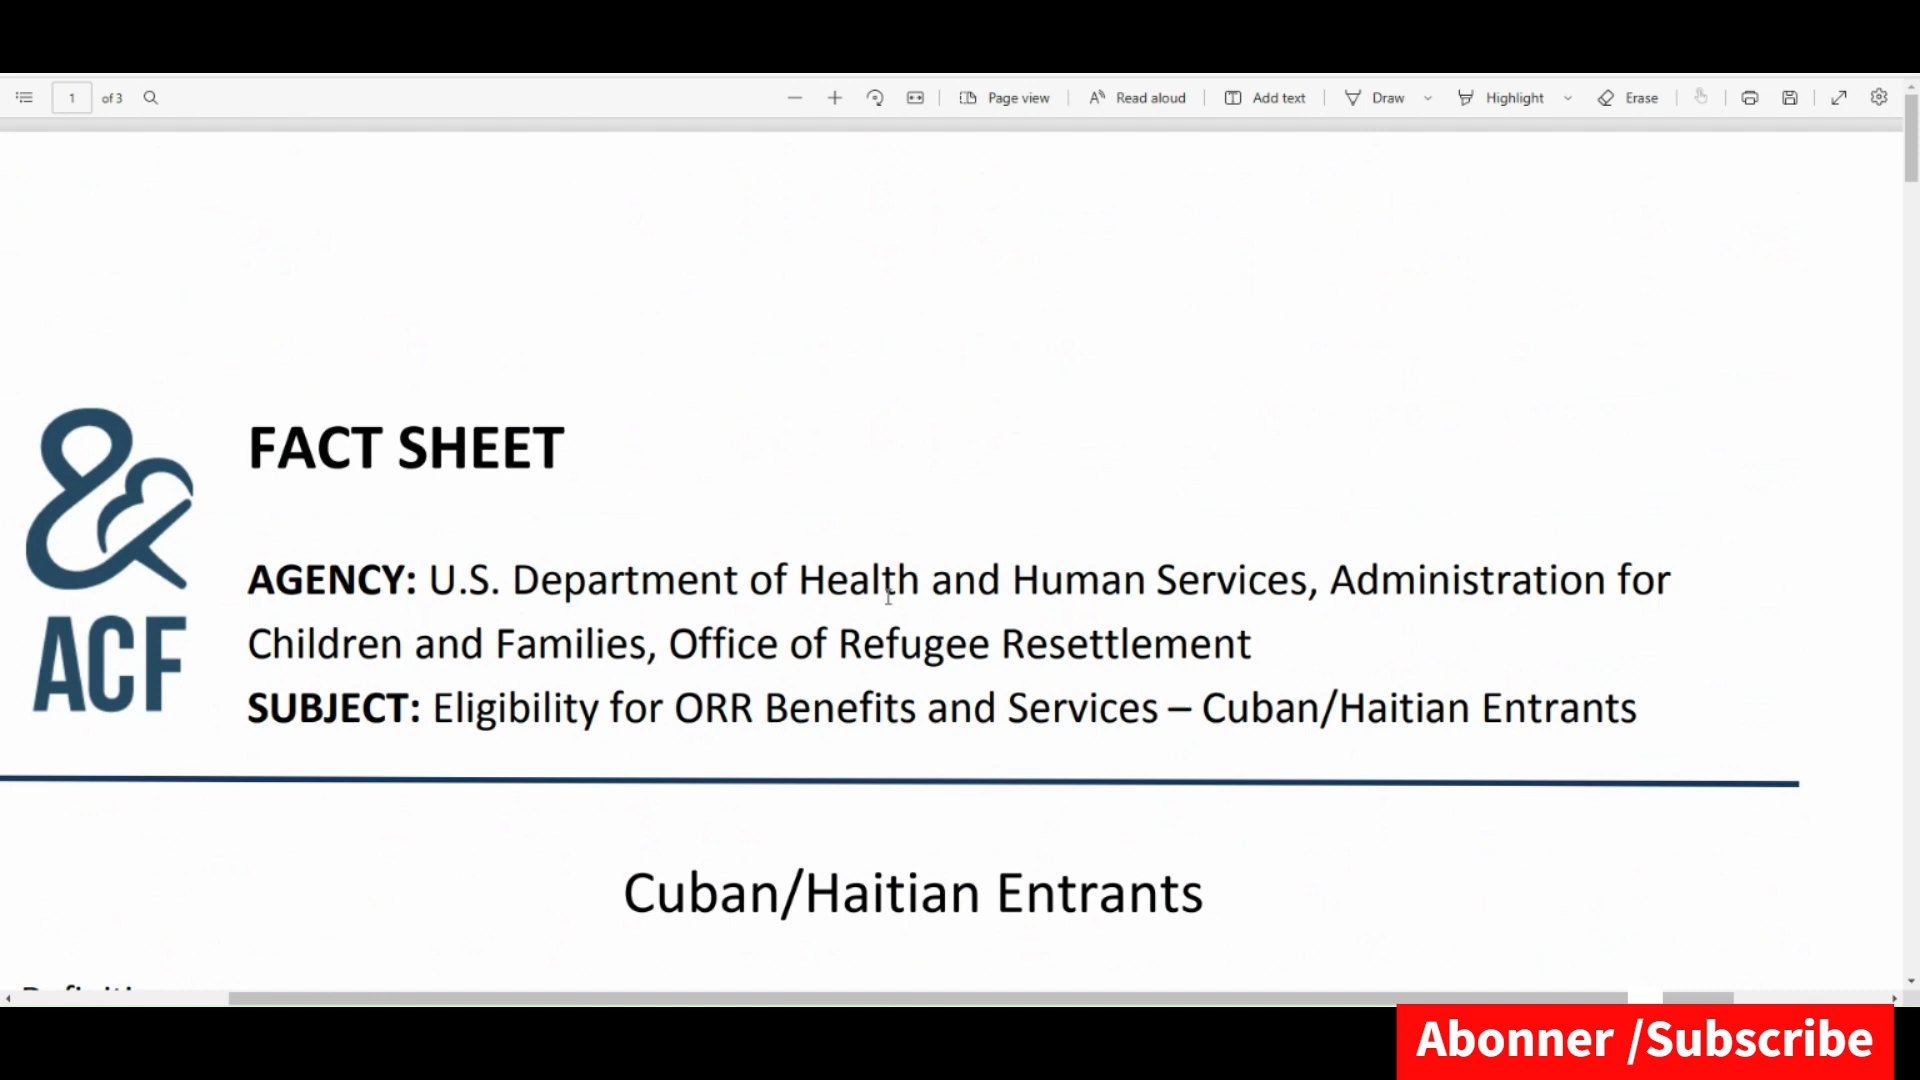 1 of 3 Page view Read aloud Add text Draw Highlight Erase
FACT SHEET
AGENCY: U.S. Department of Health and Human Services, Administration for
Children and Families, Office of Refugee Resettlement
SUBJECT: Eligibility for ORR Benefits and Services – Cuban/Haitian Entrants
& ACF
Cuban/Haitian Entrants
Abonner /Subscribe